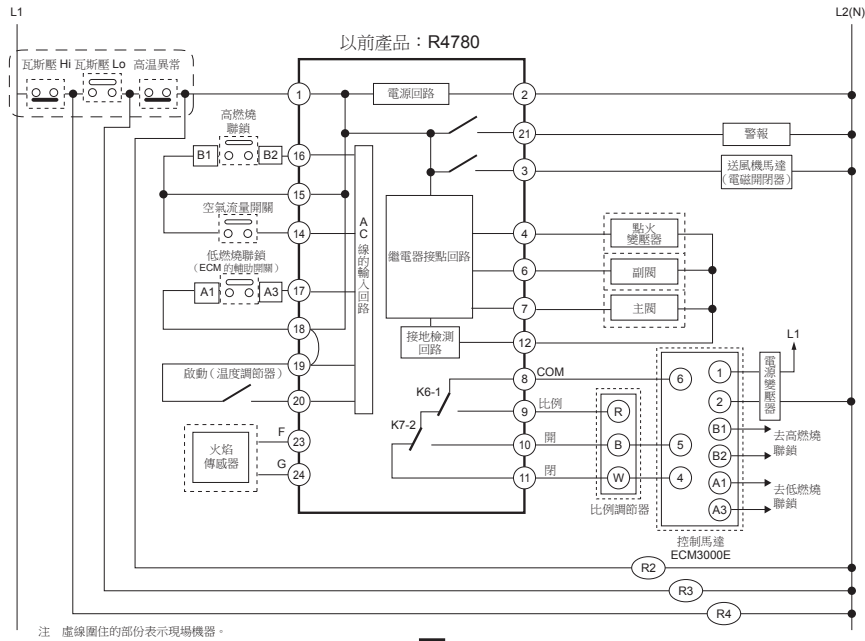 L1
L2(N)
以前產品：R4780
瓦斯壓 Hi 瓦斯壓 Lo 高温異常
1
電源回路
2
高燃燒
聯鎖
21
警報
B1
B2
16
3
送風機馬達
（電磁開閉器）
15
空氣流量開關
14
AC線的輸入回路
繼電器接點回路
4
點火
變壓器
低燃燒聯鎖
（ECM 的輔助開關）
6
副閥
A1
A3
17
7
主閥
18
接地檢測
回路
12
L1
19
啟動（温度調節器）
8
COM
6
1
電源變壓器
K6-1
20
9
比例
R
2
K7-2
B1
去高燃燒
聯鎖
F
23
火焰
傳感器
10
開
B
5
B2
G
24
11
閉
W
4
A1
去低燃燒
聯鎖
A3
比例調節器
控制馬達
ECM3000E
R2
R3
R4
注 虛線圍住的部份表示現場機器。